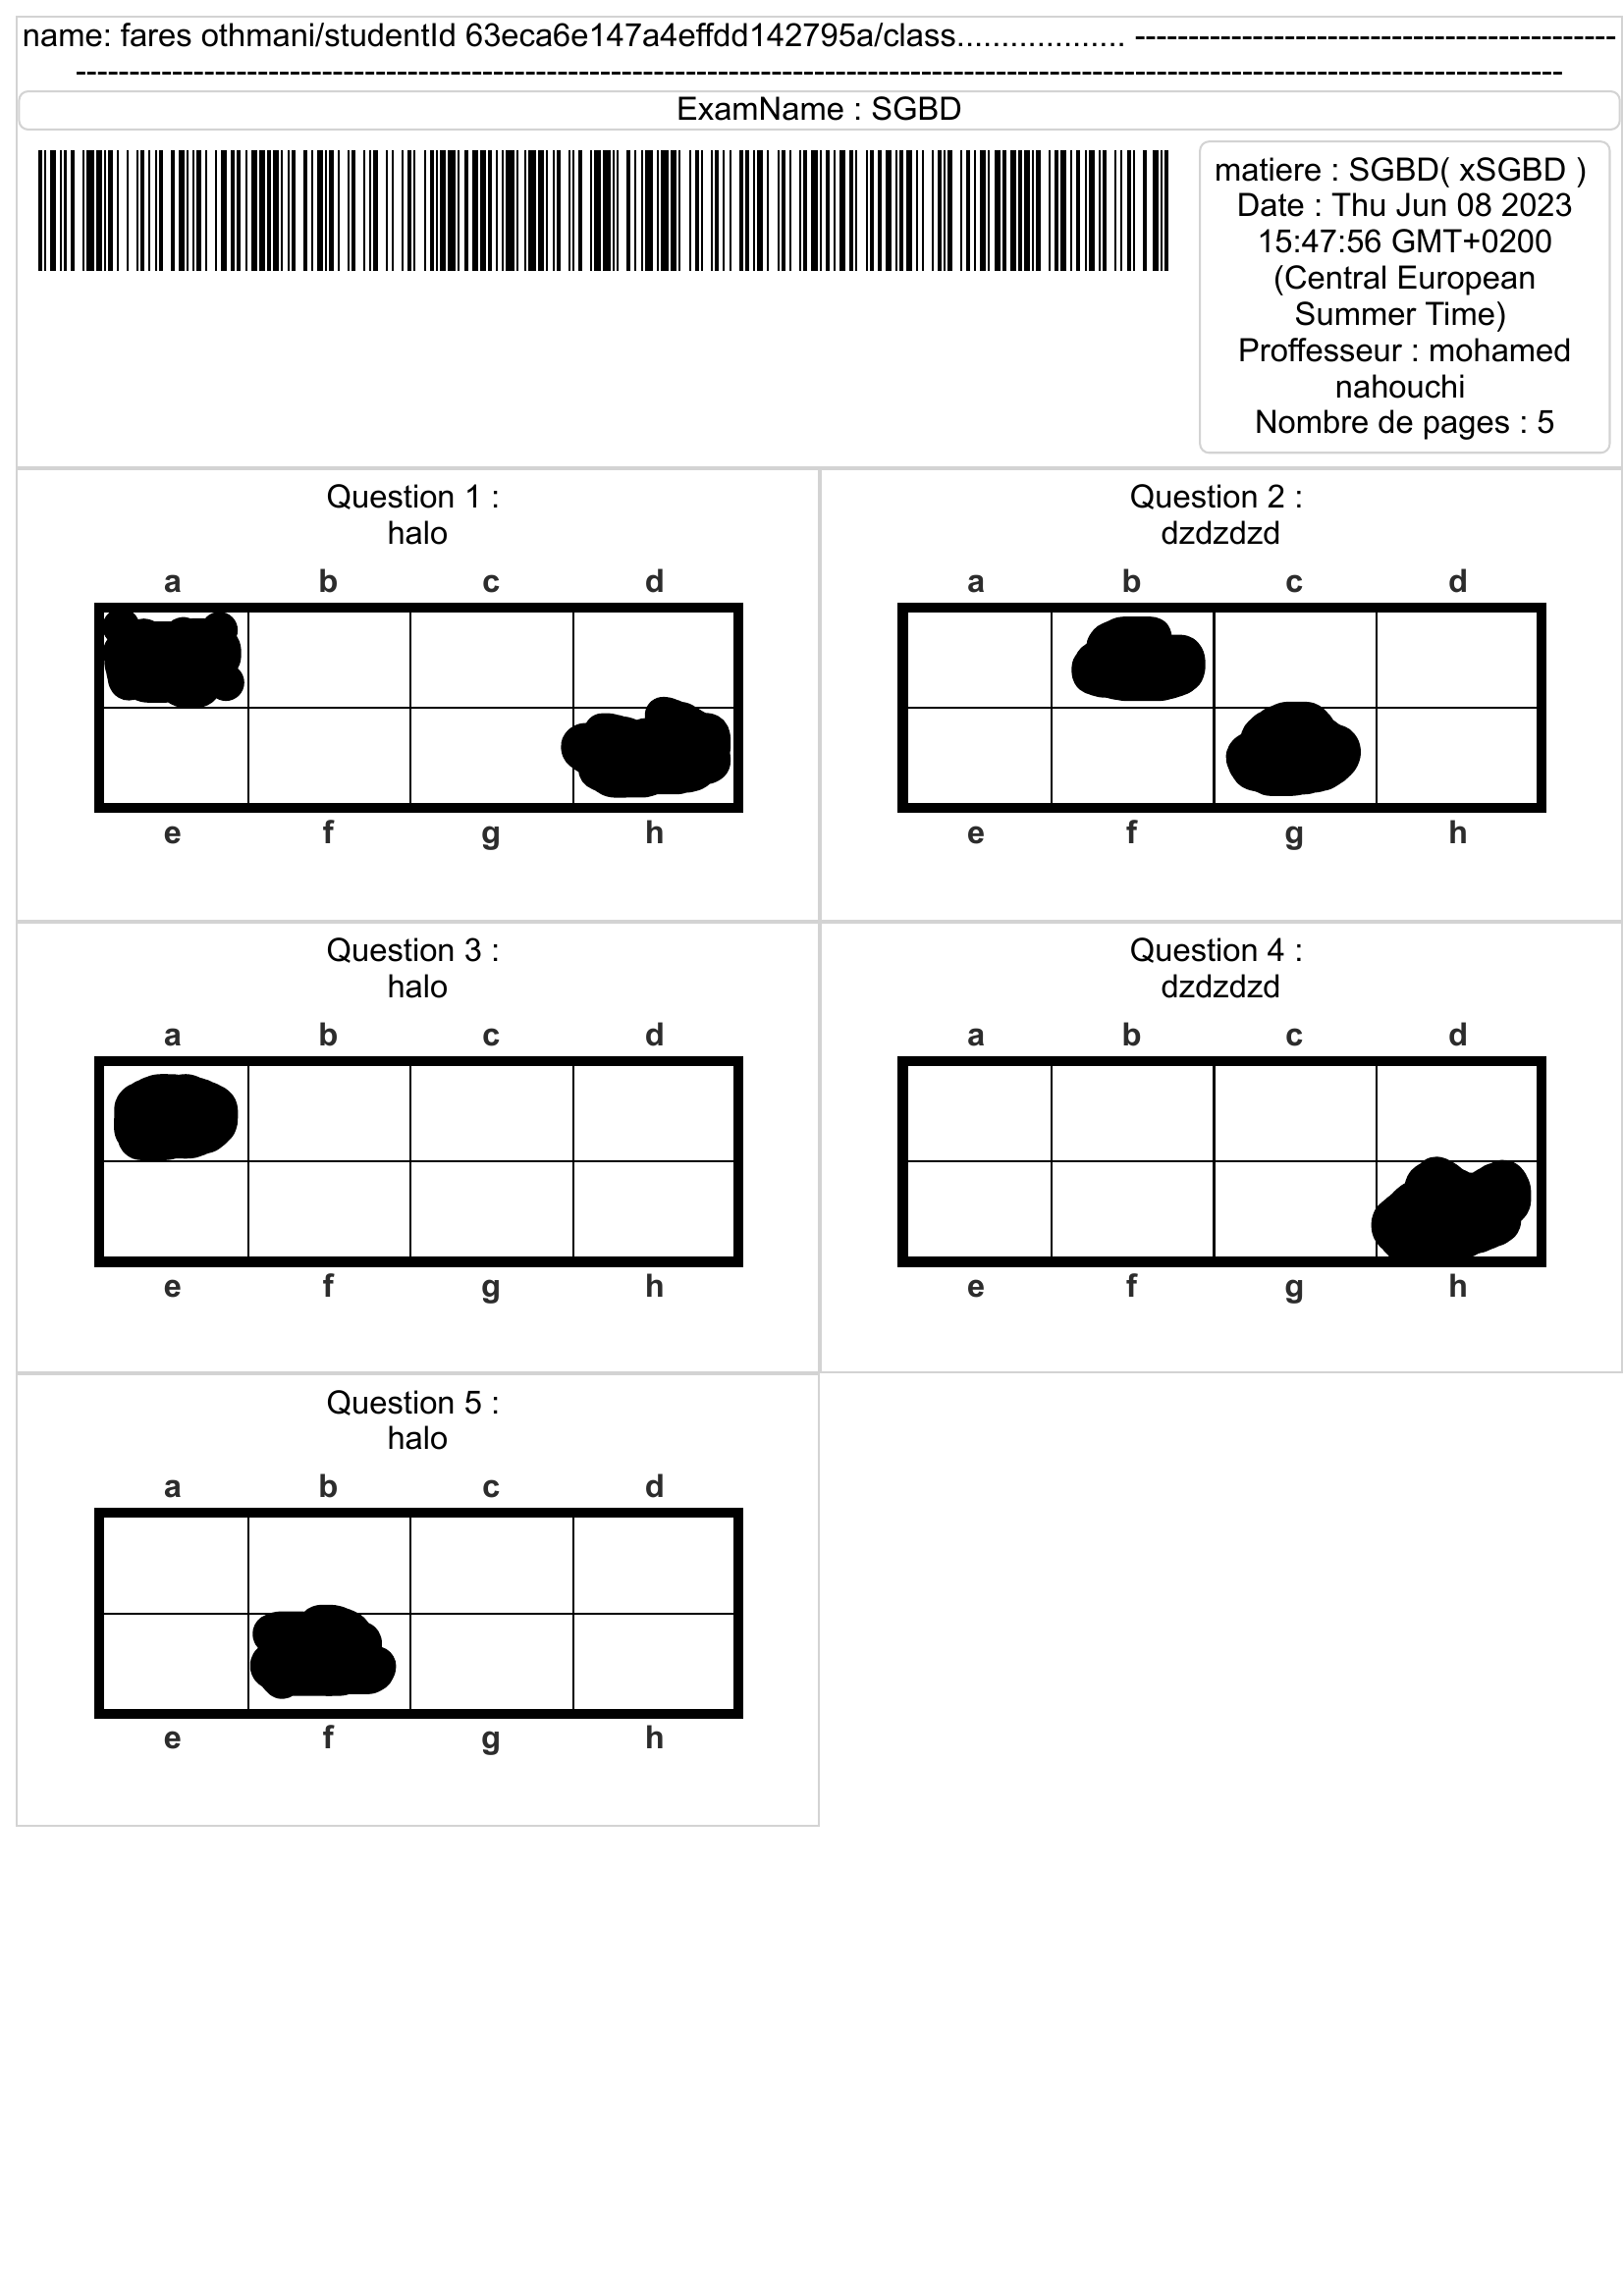 name: fares othmani/studentId 63eca6e147a4effdd142795a/class................... ---------------------------------------------
-------------------------------------------------------------------------------------------------------------------------------------------
ExamName : SGBD
matiere : SGBD( xSGBD )
Date : Thu Jun 08 2023
15:47:56 GMT+0200
(Central European
Summer Time)
Proffesseur : mohamed
nahouchi
Nombre de pages : 5
Question 1 :
halo
a b c d
e f g h
Question 2 :
dzdzdzd
a b c d
e f g h
Question 3 :
halo
a b c d
e f g h
Question 4 :
dzdzdzd
a b c d
e f g h
Question 5 :
halo
a b c d
e f g h